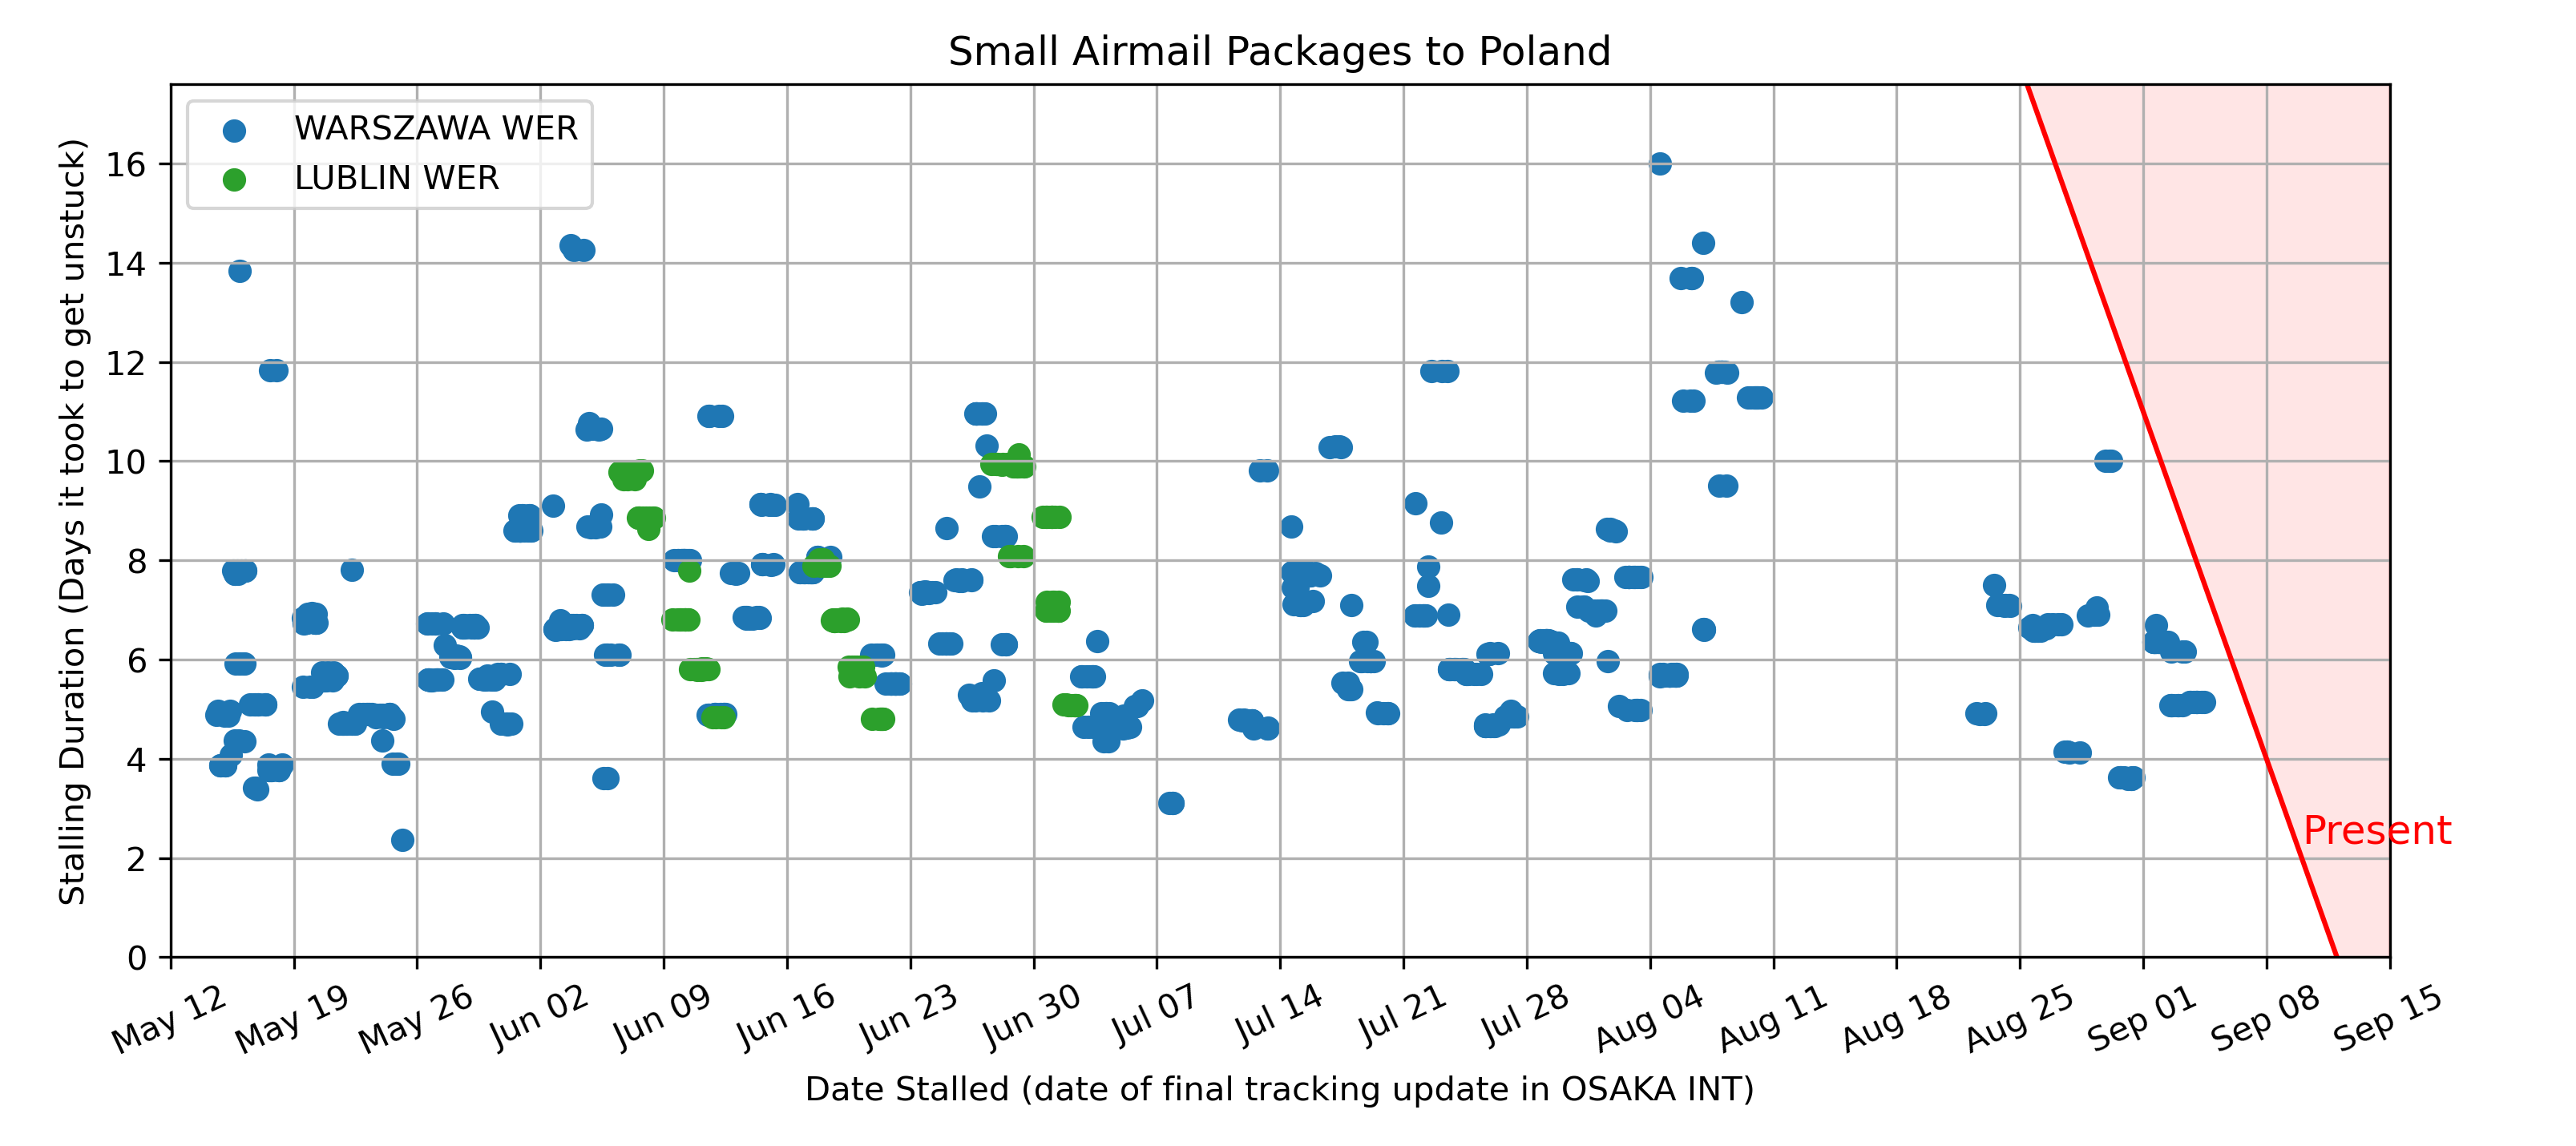 Small Airmail Packages to Poland
WARSZAWA WER
LUBLIN WER
Stalling Duration (Days it took to get unstuck)
16
14
12
10
8
6
4
2
0
Present
May 12
May 19
May 26
Jun 02
Jun 09
Jun 16
Jun 23
Jun 30
Jul 07
Jul 14
Jul 21
Jul 28
Aug 04
Aug 11
Aug 18
Aug 25
Sep 01
Sep 08
Sep 15
Date Stalled (date of final tracking update in OSAKA INT)